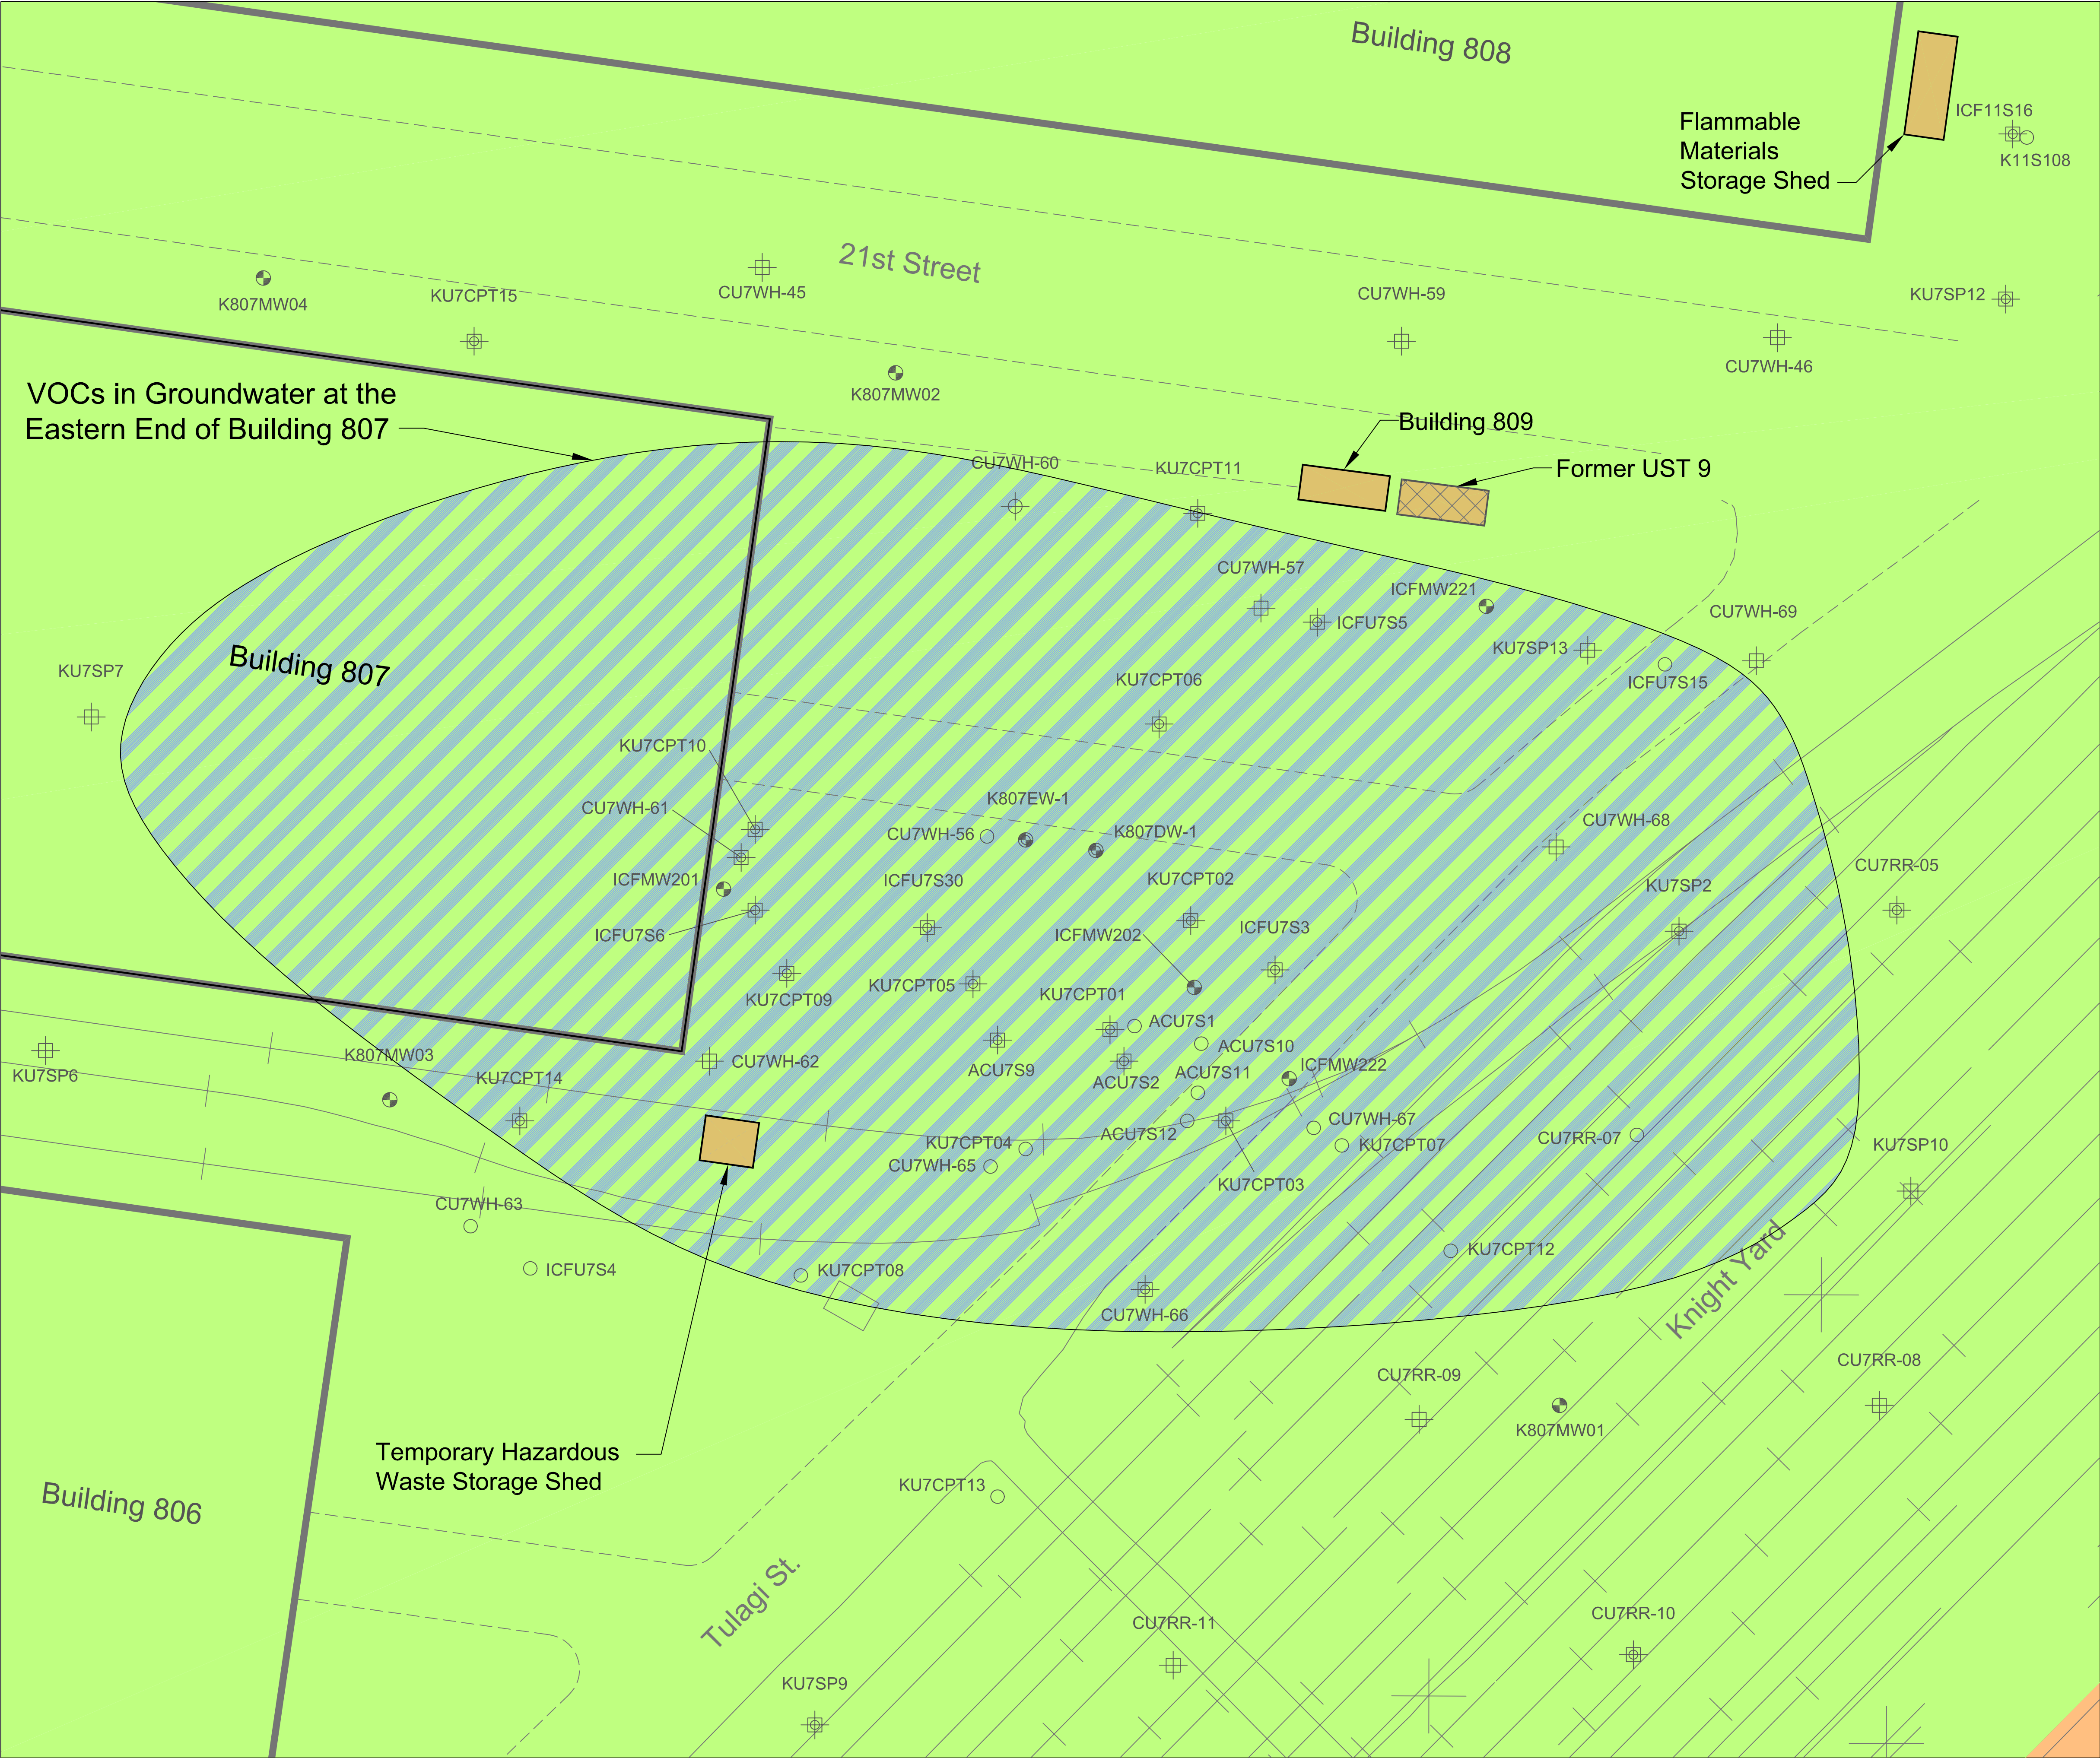 Building 808
Flammable
Materials
Storage Shed
ICF11S16
K11S108
21st Street
K807MW04
KU7CPT15
CU7WH-45
CU7WH-59
KU7SP12
CU7WH-46
K807MW02
VOCs in Groundwater at the
Eastern End of Building 807
Building 809
Former UST 9
CU7WH-60
KU7CPT11
CU7WH-57
ICFMW221
ICFU7S5
CU7WH-69
KU7SP13
ICFU7S15
KU7SP7
Building 807
KU7CPT06
KU7CPT10
CU7WH-61
K807EW-1
CU7WH-56
K807DW-1
CU7WH-68
ICFMW201
ICFU7S30
KU7CPT02
KU7SP2
CU7RR-05
ICFU7S6
ICFMW202
ICFU7S3
KU7CPT09
KU7CPT05
KU7CPT01
ACU7S1
ACU7S10
K807MW03
CU7WH-62
ACU7S9
ACU7S2
ACU7S11
ICFMW222
KU7SP6
KU7CPT14
KU7CPT04
ACU7S12
CU7WH-67
KU7CPT07
CU7RR-07
KU7SP10
CU7WH-65
KU7CPT03
CU7WH-63
ICFU7S4
KU7CPT08
KU7CPT12
CU7WH-66
Knight Yard
CU7RR-09
CU7RR-08
K807MW01
Temporary Hazardous
Waste Storage Shed
KU7CPT13
Building 806
Tulagi St.
CU7RR-11
CU7RR-10
KU7SP9